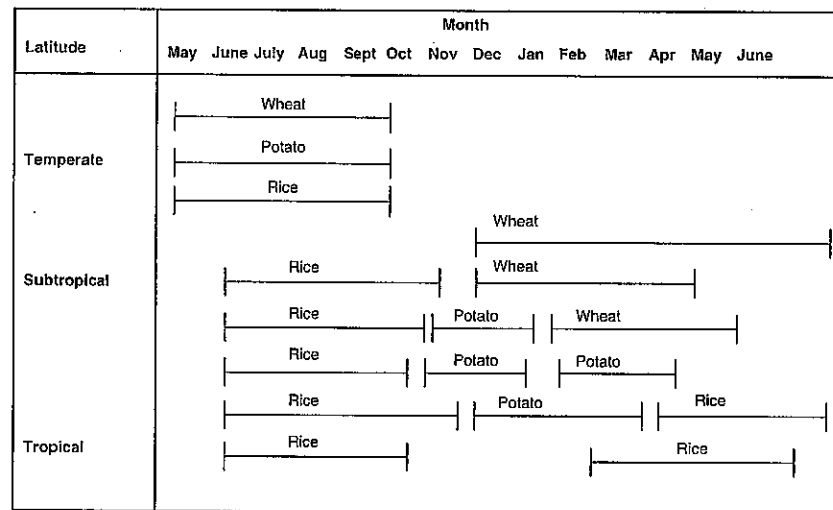 Month
Latitude
May June July Aug Sept Oct Nov Dec Jan Feb Mar Apr May June
Wheat
Temperate
Potato
Rice
Wheat
Subtropical
Rice Wheat
Rice Potato Wheat
Rice Potato Potato
Rice Potato Rice
Tropical
Rice Rice